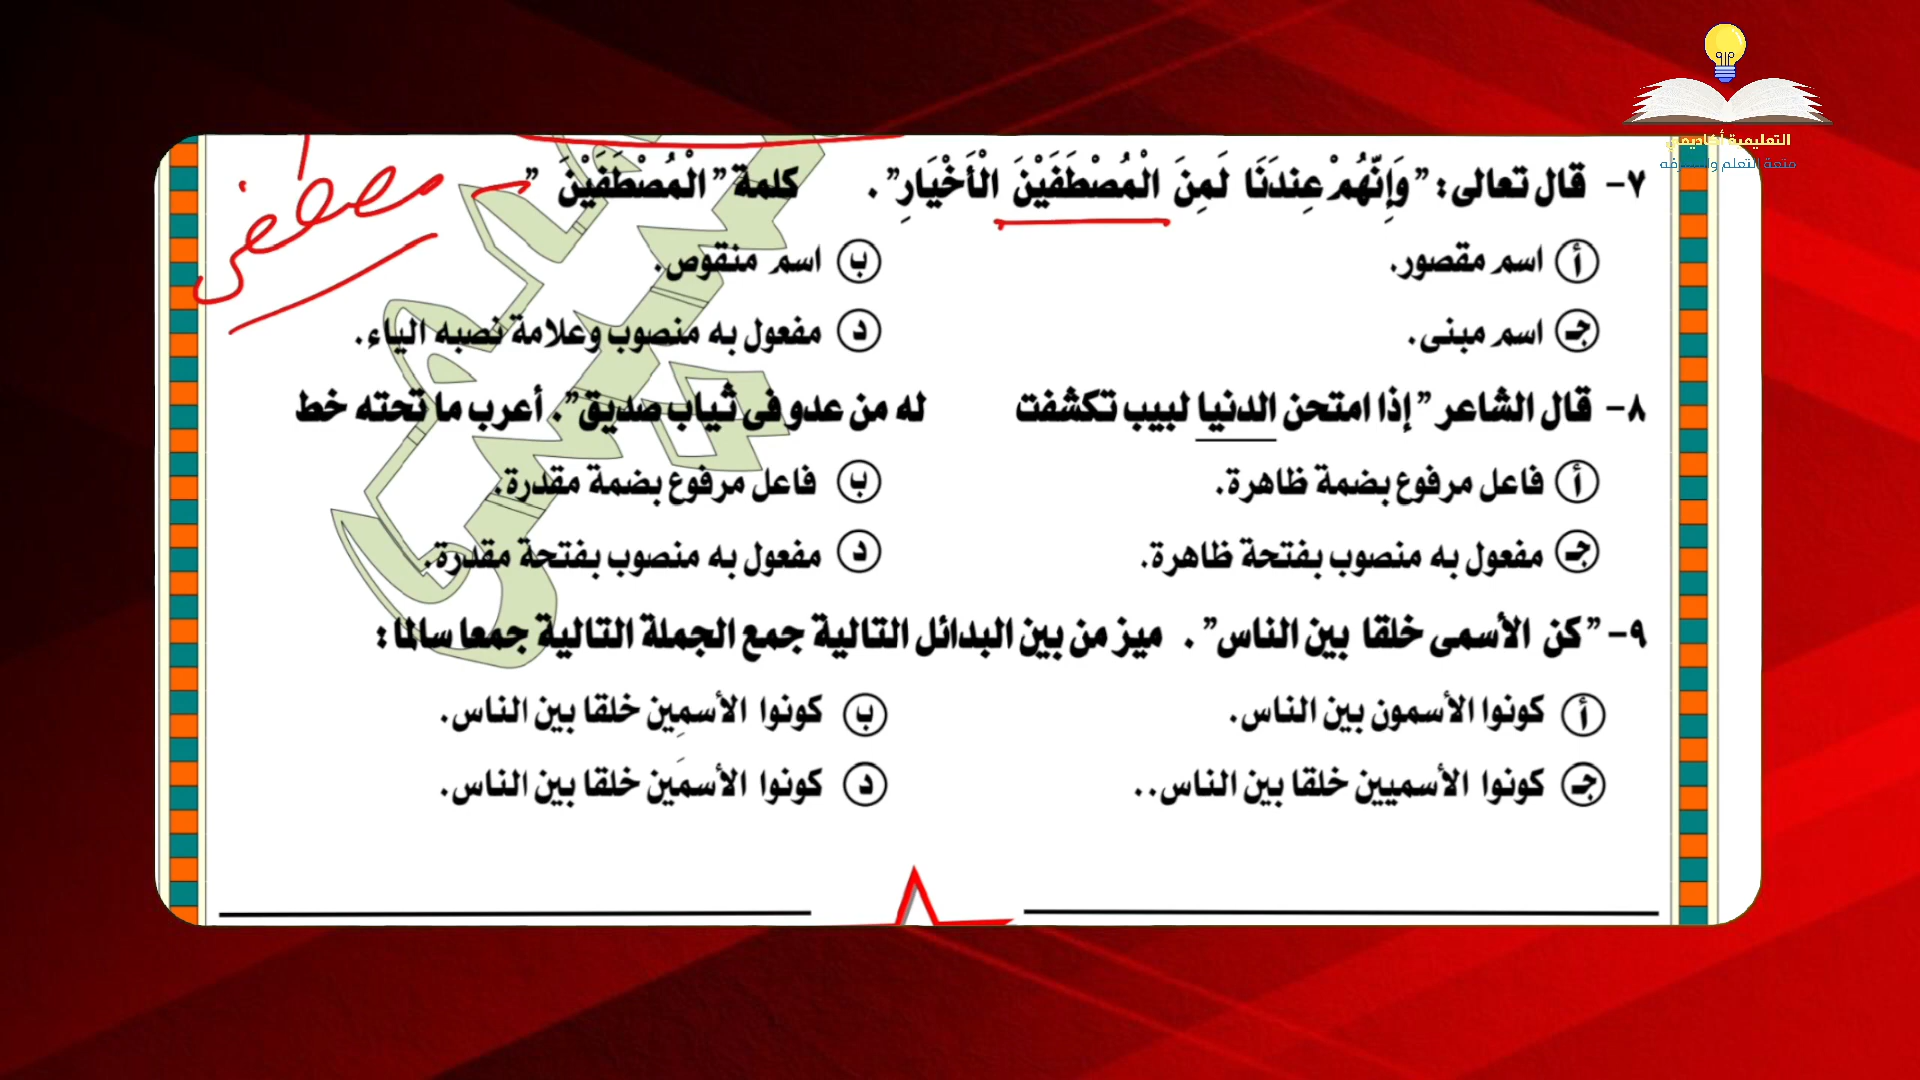 أكاديمي التعليمية
متعة التعلم والمعرفة
٧- قال تعالى: " وَإِنَّهُمْ عِندَنَا لَمِنَ الْمُصْطَفَيْنَ الْأَخْيَارِ" . كلمة " الْمُصْطَفَيْنَ "
مصطفى
أ اسم مقصور. ب اسم منقوص.
جـ اسم مبنى. د مفعول به منصوب وعلامة نصبه الياء.
٨- قال الشاعر " إذا امتحن الدنيا لبيب تكشفت له من عدو فى ثياب صديق". أعرب ما تحته خط
أ فاعل مرفوع بضمة ظاهرة. ب فاعل مرفوع بضمة مقدرة.
جـ مفعول به منصوب بفتحة ظاهرة. د مفعول به منصوب بفتحة مقدرة.
٩- " كن الأسمى خلقا بين الناس" . ميز من بين البدائل التالية جمع الجملة التالية جمعا سالما :
أ كونوا الأسمون بين الناس. ب كونوا الأسمِين خلقا بين الناس.
جـ كونوا الأسميين خلقا بين الناس.. د كونوا الأسمَين خلقا بين الناس.